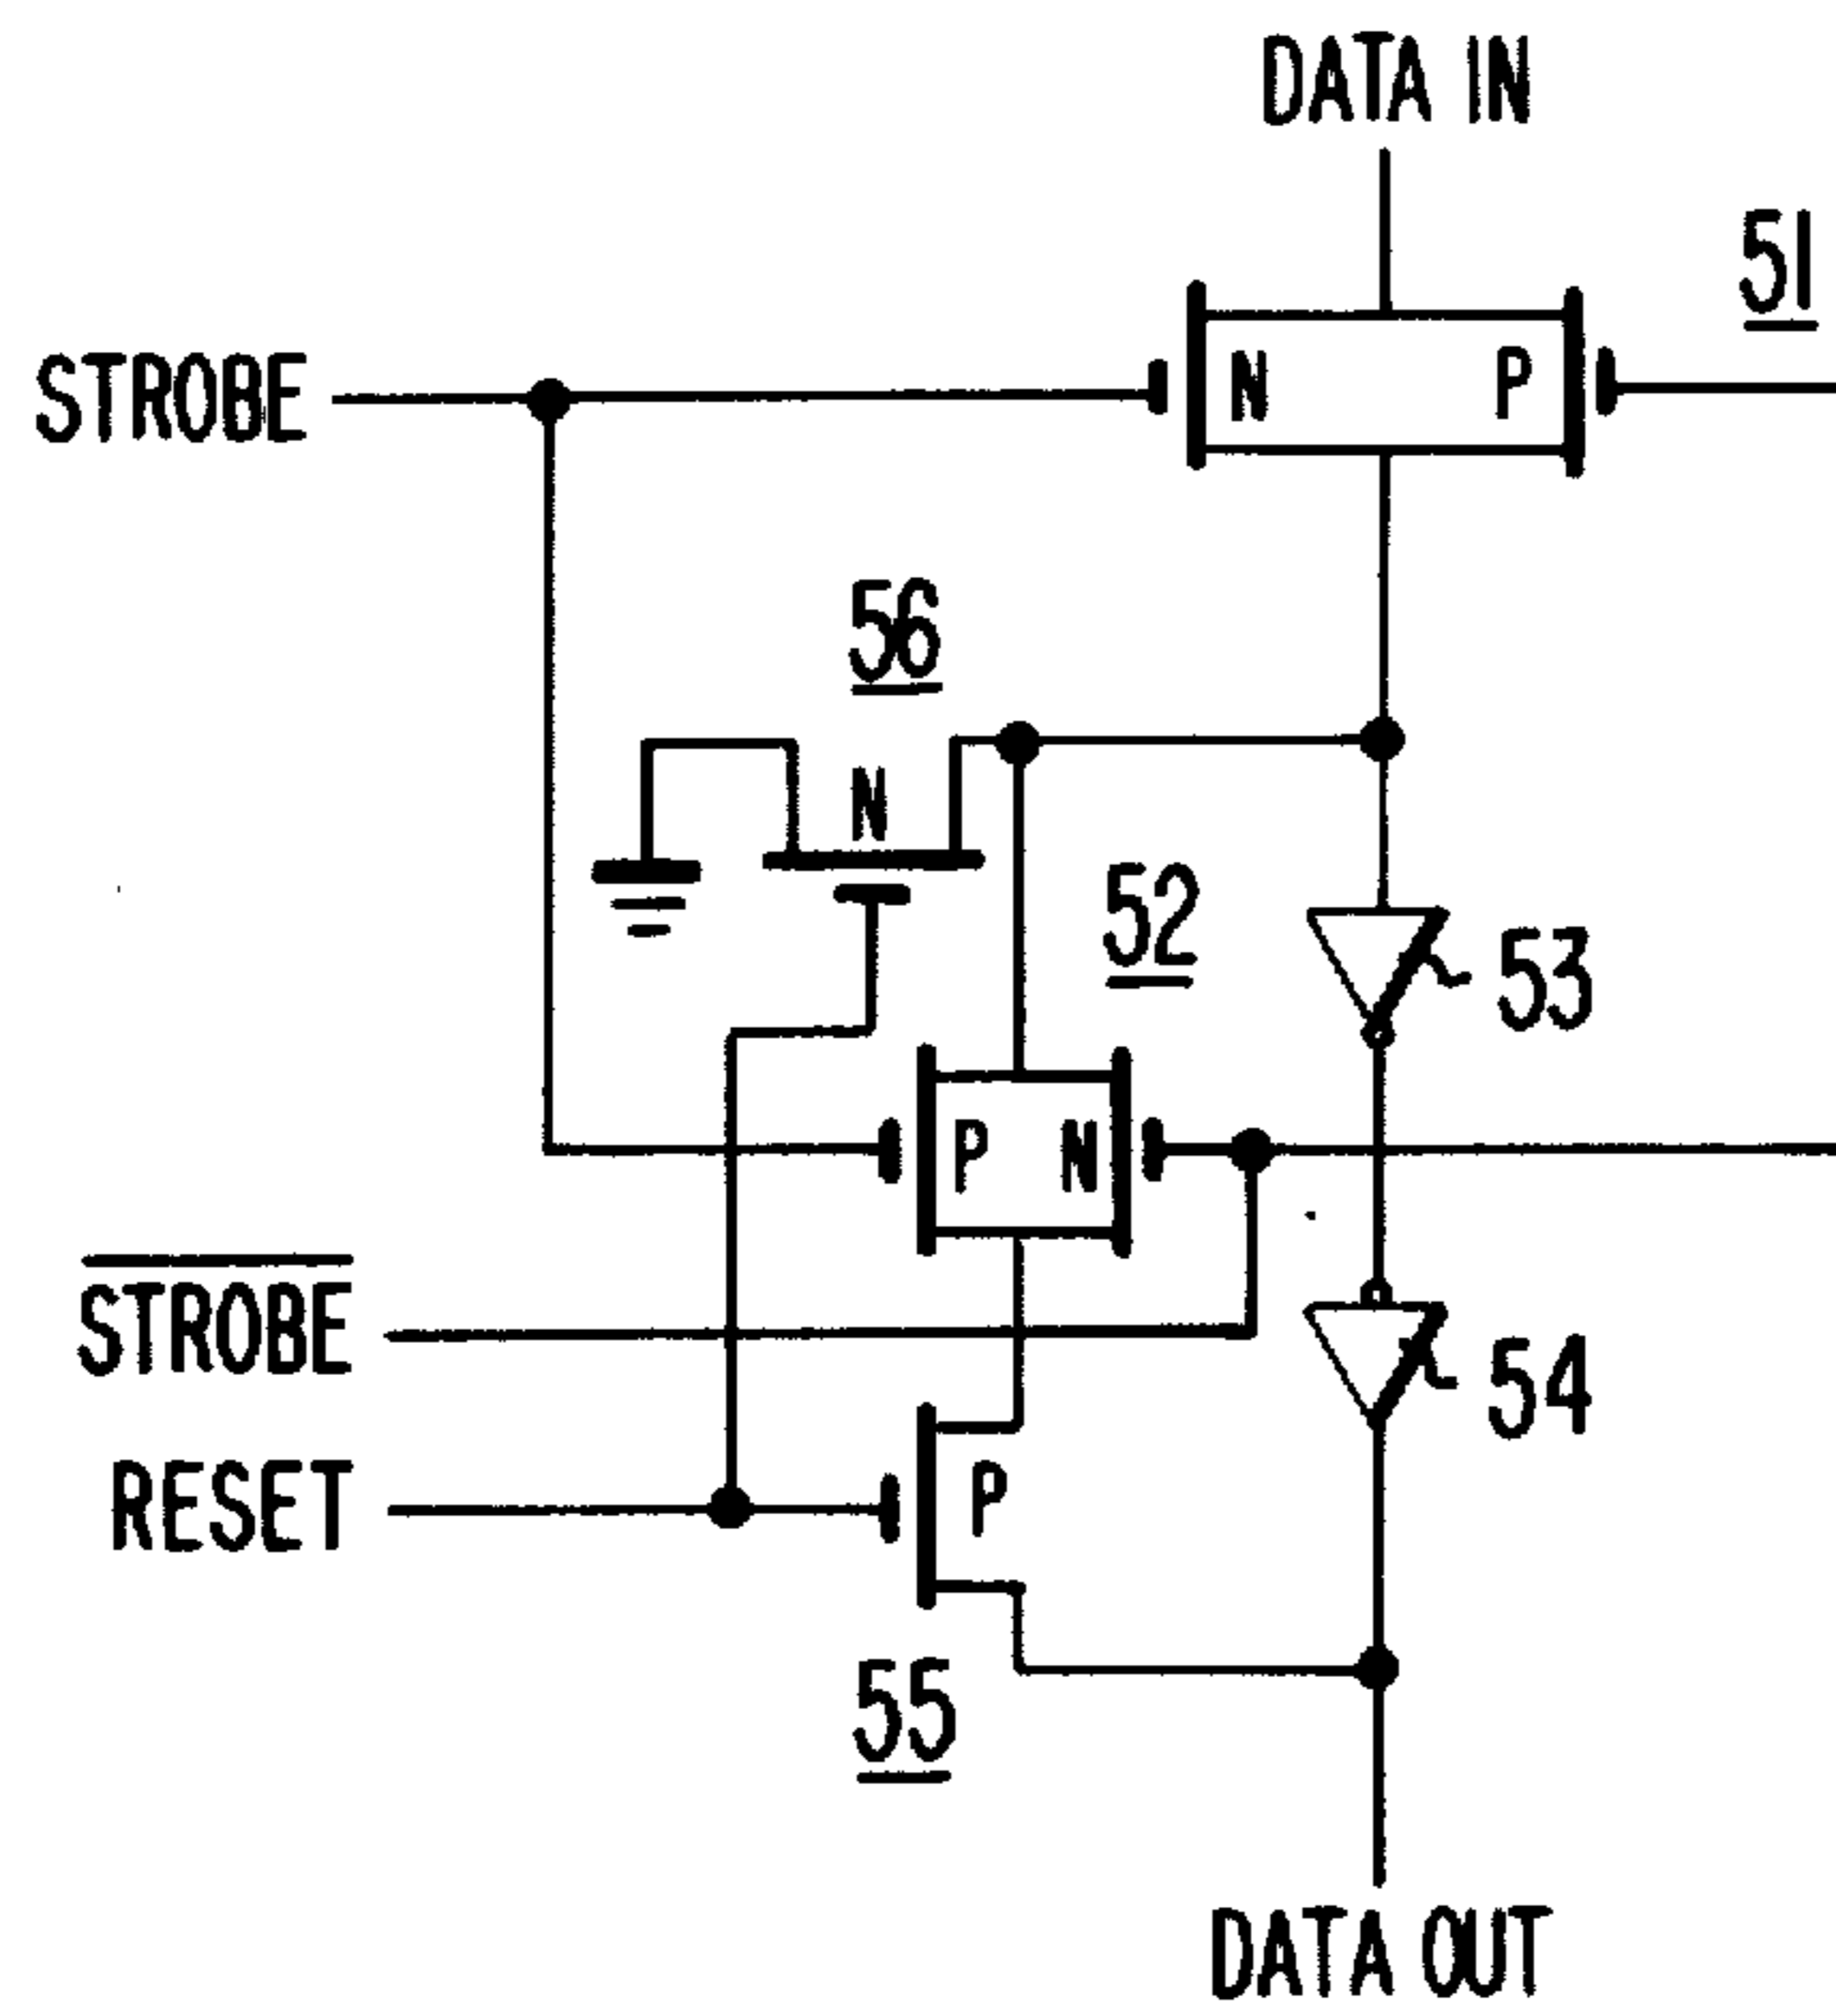 DATA IN
51
STROBE
N P
56
N
52
53
P N
STROBE
54
RESET
P
55
DATA OUT